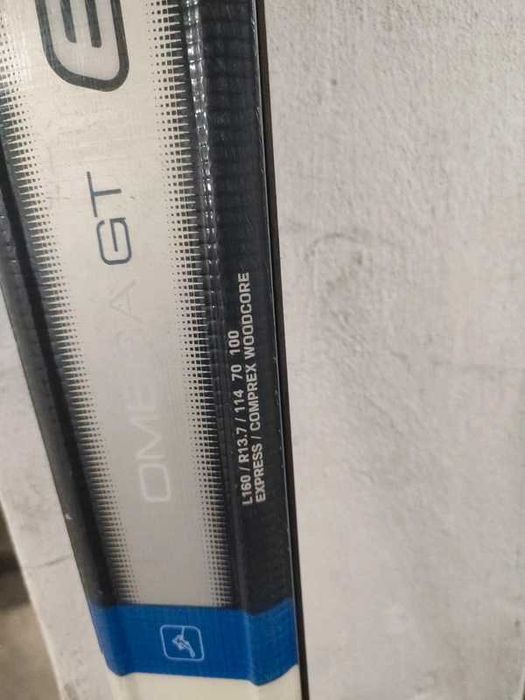 GT
L160 / R13.7 / 114 70 100
EXPRESS / COMPREX WOODCORE